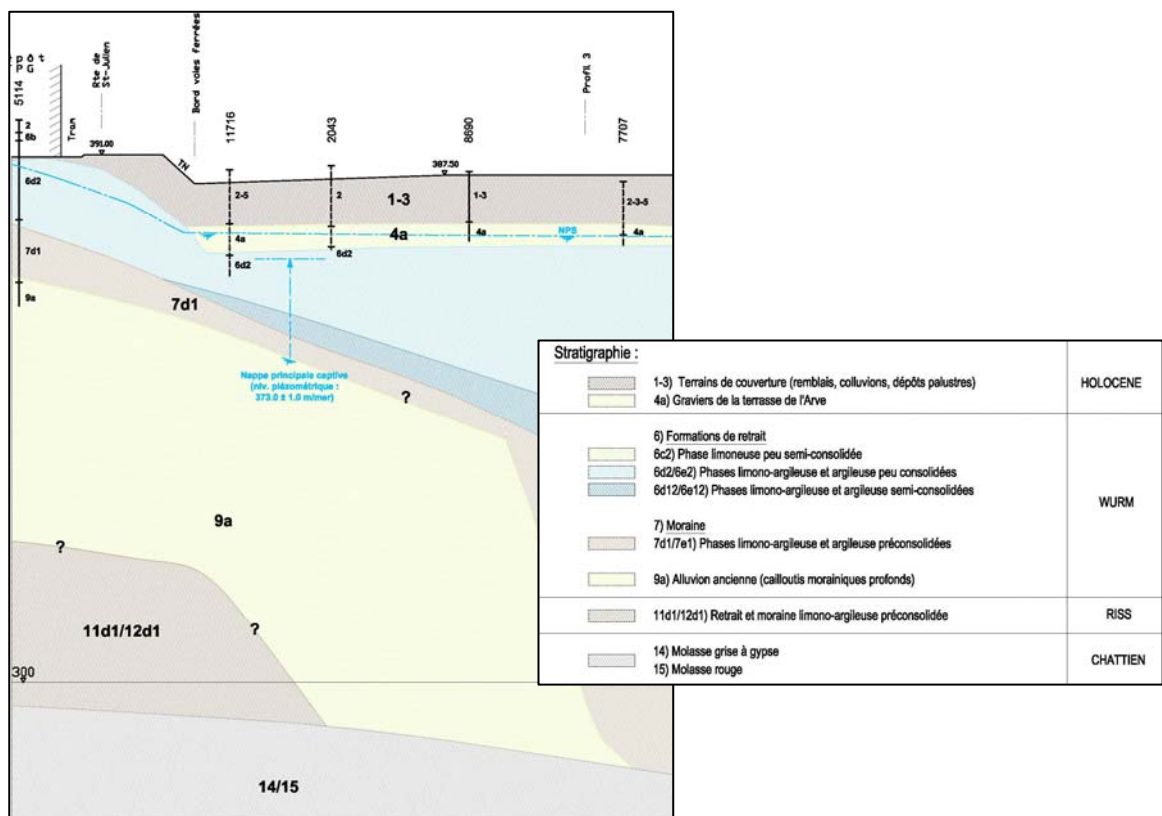 pôt
PG
5114
Tram
Rte de
St-Julien
Bord voies ferrées
11716
2043
8690
Profil 3
7707
2
6b
391.00
TN
387.50
6d2
2-5
2
1-3
1-3
2-3-5
4a
4a
4a
4a
NPS
6d2
6d2
7d1
9a
7d1
Nappe principale captive
(niv. piézométrique :
373.0 ± 1.0 m/mer)
?
9a
?
?
11d1/12d1
300
14/15
Stratigraphie :
1-3) Terrains de couverture (remblais, colluvions, dépôts palustres)
4a) Graviers de la terrasse de l'Arve
HOLOCENE
6) Formations de retrait
6c2) Phase limoneuse peu semi-consolidée
6d2/6e2) Phases limono-argileuse et argileuse peu consolidées
6d12/6e12) Phases limono-argileuse et argileuse semi-consolidées
7) Moraine
7d1/7e1) Phases limono-argileuse et argileuse préconsolidées
9a) Alluvion ancienne (cailloutis morainiques profonds)
WURM
11d1/12d1) Retrait et moraine limono-argileuse préconsolidée
RISS
14) Molasse grise à gypse
15) Molasse rouge
CHATTIEN